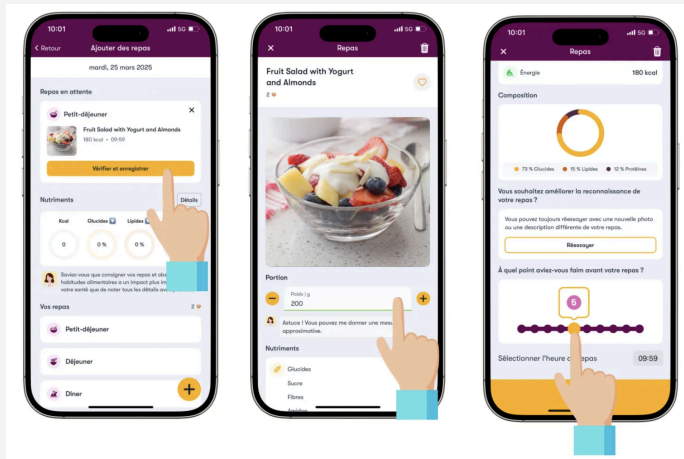 10:01
5G
Retour
Ajouter des repas
mardi, 25 mars 2025
Repas en attente
Petit-déjeuner
Fruit Salad with Yogurt and Almonds
180 kcal • 09:59
Vérifier et enregistrer
Nutriments
Détails
Kcal
Glucides
Lipides
0
0 %
0 %
Saviez-vous que consigner vos repas et
habitudes alimentaires a un impact plus
votre santé que de noter tous les détails
Vos repas
2
Petit-déjeuner
Déjeuner
Dîner
10:01
5G
Repas
Fruit Salad with Yogurt
and Almonds
2
Portion
Poids | g
200
Astuce ! Vous pouvez me donner une
approximative.
Nutriments
Glucides
Sucre
Fibres
10:01
5G
Repas
Énergie
180 kcal
Composition
73 % Glucides
15 % Lipides
12 % Protéines
Vous souhaitez améliorer la reconnaissance de
votre repas ?
Vous pouvez toujours réessayer avec une nouvelle photo
ou une description différente de votre repas.
Réessayer
À quel point aviez-vous faim avant votre repas ?
5
Sélectionner l'heure repas
09:59